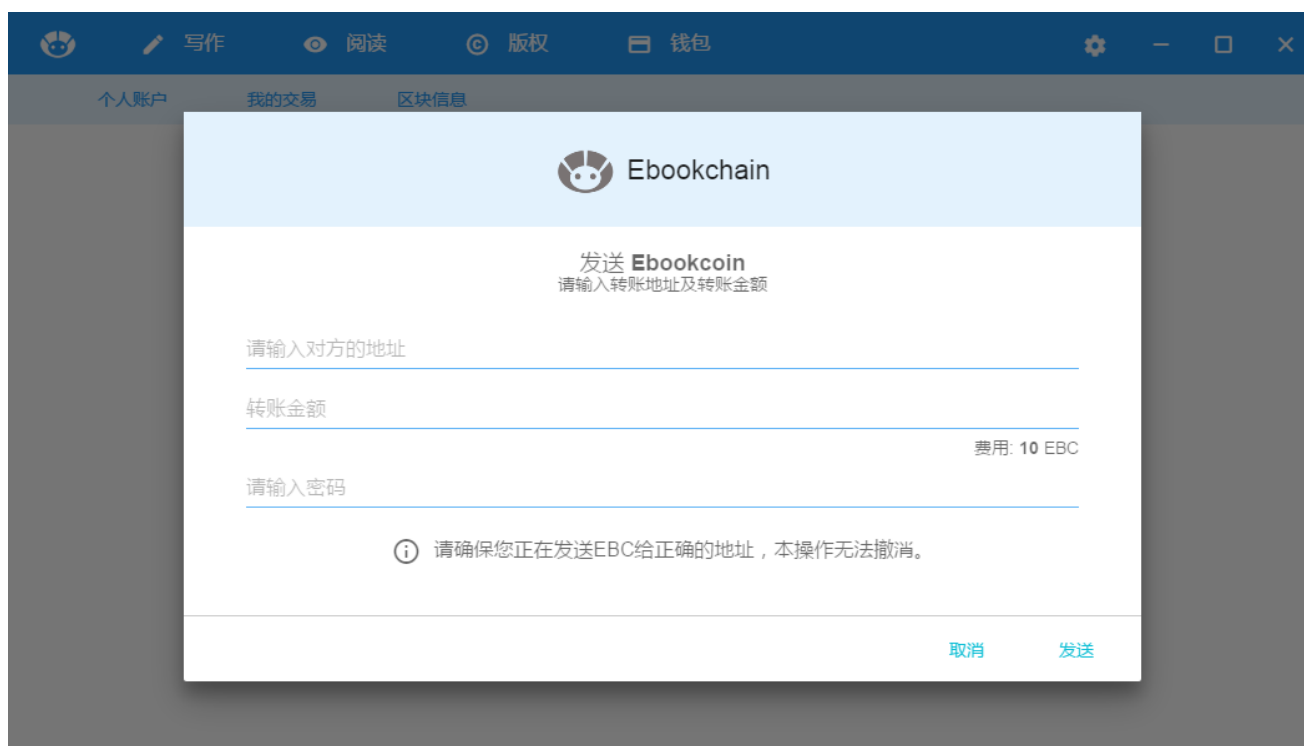 写作 阅读 版权 钱包
个人账户 我的交易 区块信息
Ebookchain
发送 Ebookcoin
请输入转账地址及转账金额
请输入对方的地址
转账金额
费用: 10 EBC
请输入密码
请确保您正在发送EBC给正确的地址，本操作无法撤消。
取消 发送